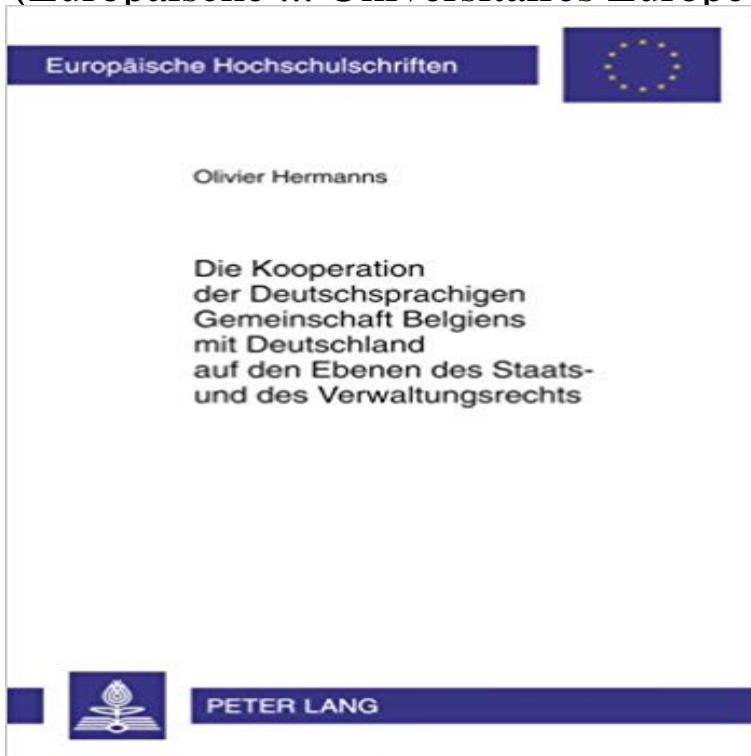 Europäische Hochschulschriften
Olivier Hermanns
Die Kooperation
der Deutschsprachigen
Gemeinschaft Belgiens
mit Deutschland
auf den Ebenen des Staats-
und des Verwaltungsrechts
PETER LANG